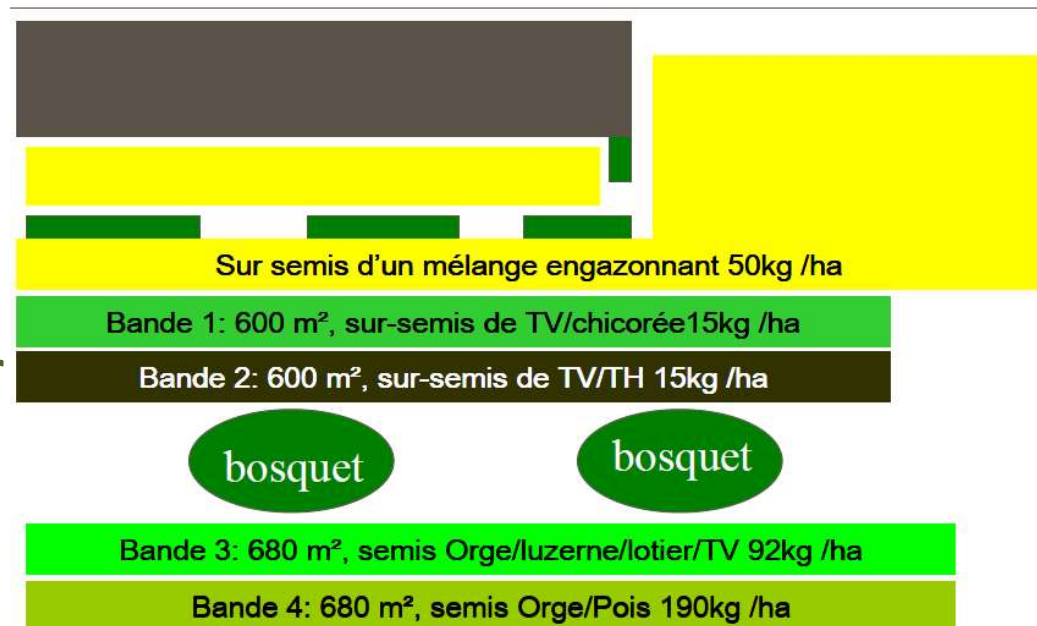 Sur semis d'un mélange engazonnant 50kg /ha
Bande 1: 600 m², sur-semis de TV/chicorée15kg /ha
Bande 2: 600 m², sur-semis de TV/TH 15kg /ha
bosquet
bosquet
Bande 3: 680 m², semis Orge/luzerne/lotier/TV 92kg /ha
Bande 4: 680 m², semis Orge/Pois 190kg /ha